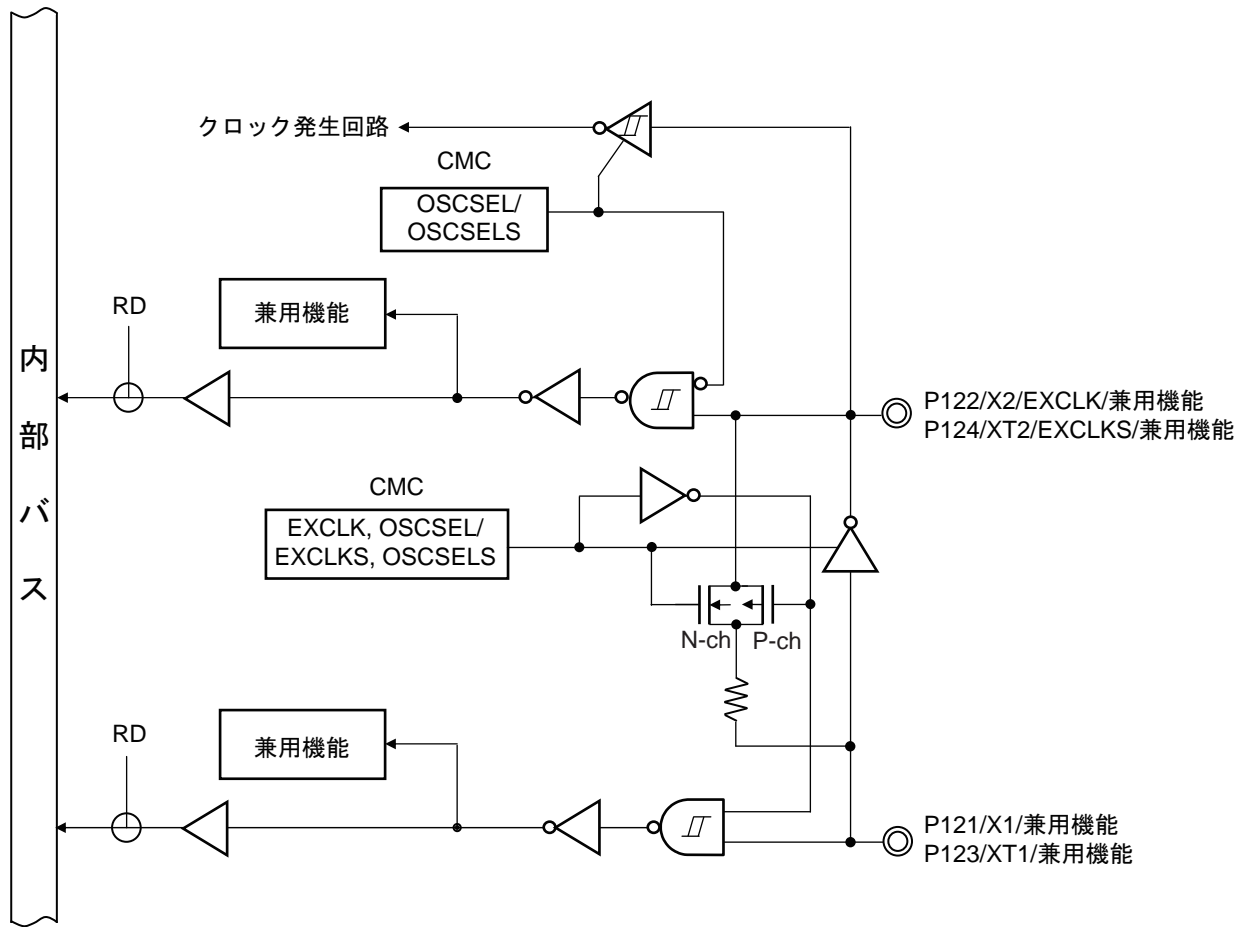 クロック発生回路
CMC
OSCSEL/
OSCSELS
兼用機能
RD
内部バス
P122/X2/EXCLK/兼用機能
P124/XT2/EXCLKS/兼用機能
CMC
EXCLK, OSCSEL/
EXCLKS, OSCSELS
N-ch
P-ch
兼用機能
RD
P121/X1/兼用機能
P123/XT1/兼用機能